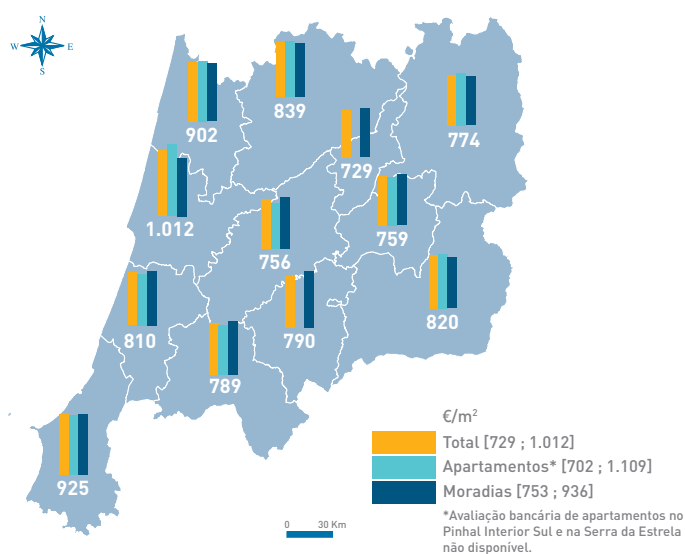 N
W E
S
839
902
774
729
1.012
759
756
820
810
790
789
925
€/m²
Total [729 ; 1.012]
Apartamentos* [702 ; 1.109]
Moradias [753 ; 936]
*Avaliação bancária de apartamentos no
Pinhal Interior Sul e na Serra da Estrela
não disponível.
0 30 Km